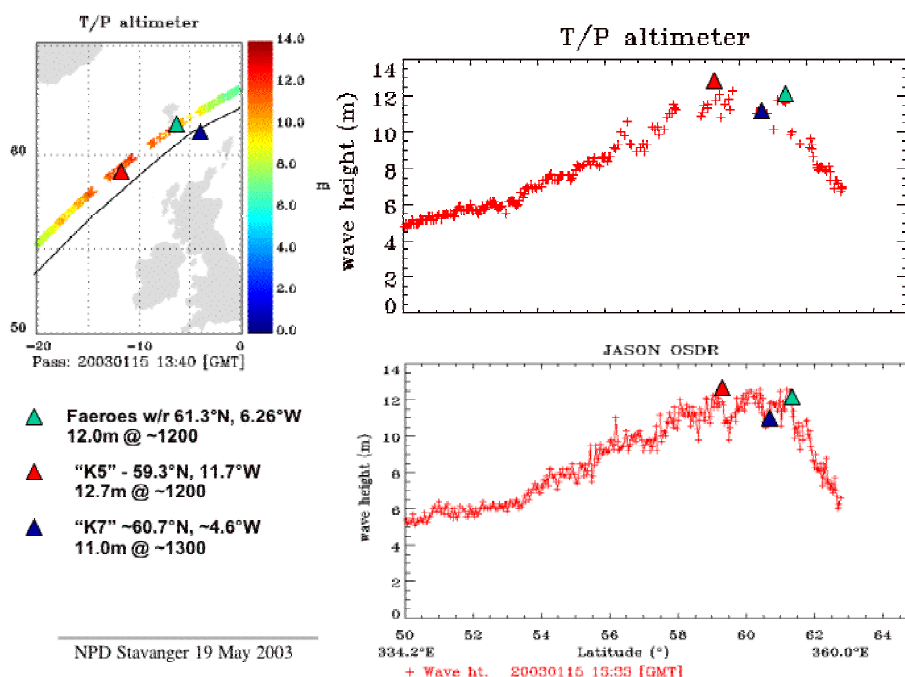 T/P altimeter
14.0
12.0
10.0
8.0
6.0
4.0
2.0
0.0
m
60
50
-20
-10
0
Pass: 20030115 13:40 [GMT]
Faeroes w/r 61.3°N, 6.26°W
12.0m @ ~1200
"K5" - 59.3°N, 11.7°W
12.7m @ ~1200
"K7" ~60.7°N, ~4.6°W
11.0m @ ~1300
NPD Stavanger 19 May 2003
T/P altimeter
wave height (m)
14
12
10
8
6
4
2
0
JASON OSDR
wave height (m)
14
12
10
8
6
4
2
0
50 52 54 56 58 60 62
334.2°E Latitude (°) 360.0°E
+ Wave ht. 20030115 13:33 [GMT]